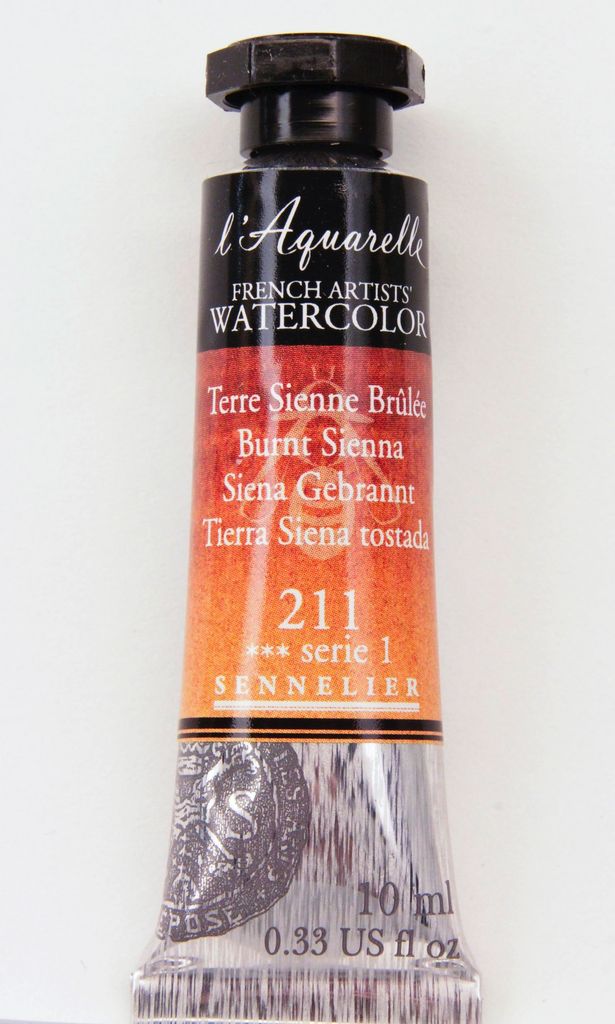 l'Aquarelle
FRENCH ARTISTS'
WATERCOLOR
Terre Sienne Brûlée
Burnt Sienna
Siena Gebrannt
Tierra Siena tostada
211
*** serie 1
SENNELIER
S
POSE
10 ml
0.33 US fl oz